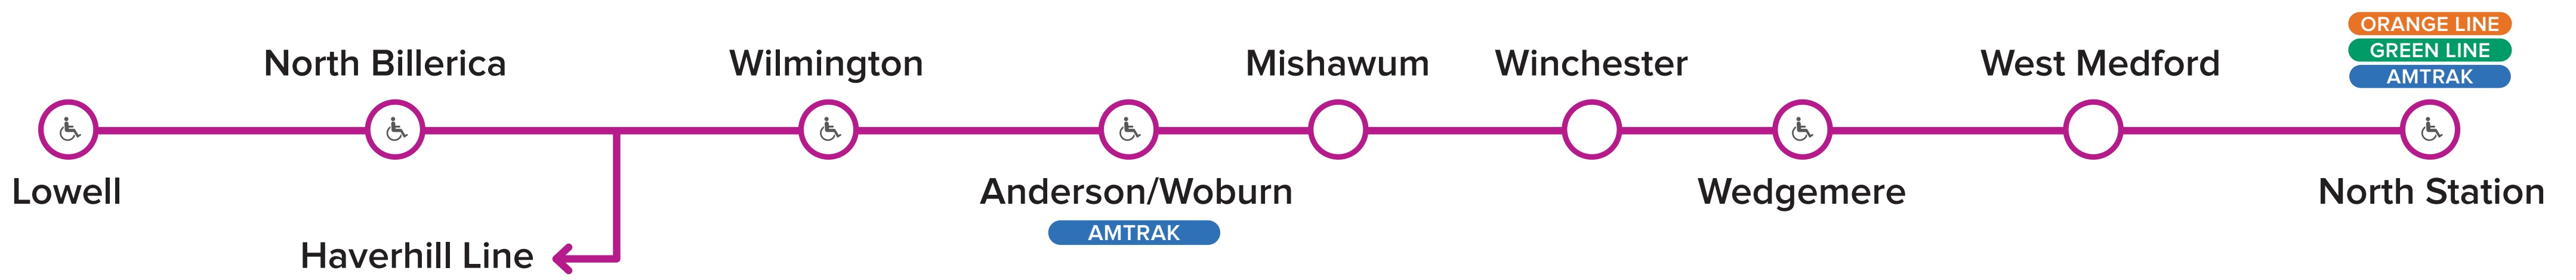 ORANGE LINE
GREEN LINE
AMTRAK
North Billerica
Wilmington
Mishawum
Winchester
West Medford
Lowell
Anderson/Woburn
Wedgemere
North Station
AMTRAK
Haverhill Line